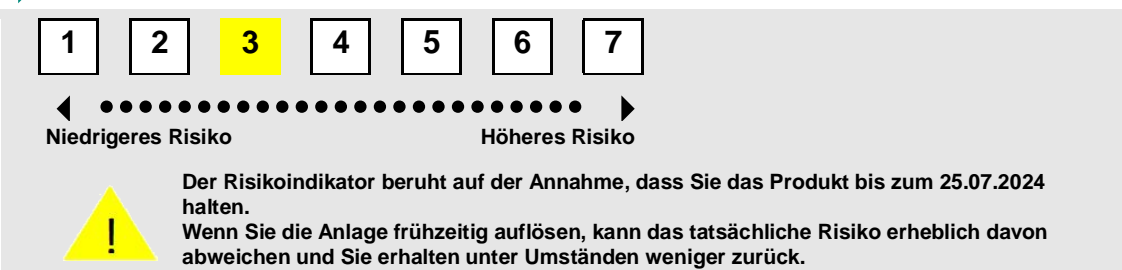 1 2 3 4 5 6 7
Niedrigeres Risiko Höheres Risiko
Der Risikoindikator beruht auf der Annahme, dass Sie das Produkt bis zum 25.07.2024
halten.
!
Wenn Sie die Anlage frühzeitig auflösen, kann das tatsächliche Risiko erheblich davon
abweichen und Sie erhalten unter Umständen weniger zurück.